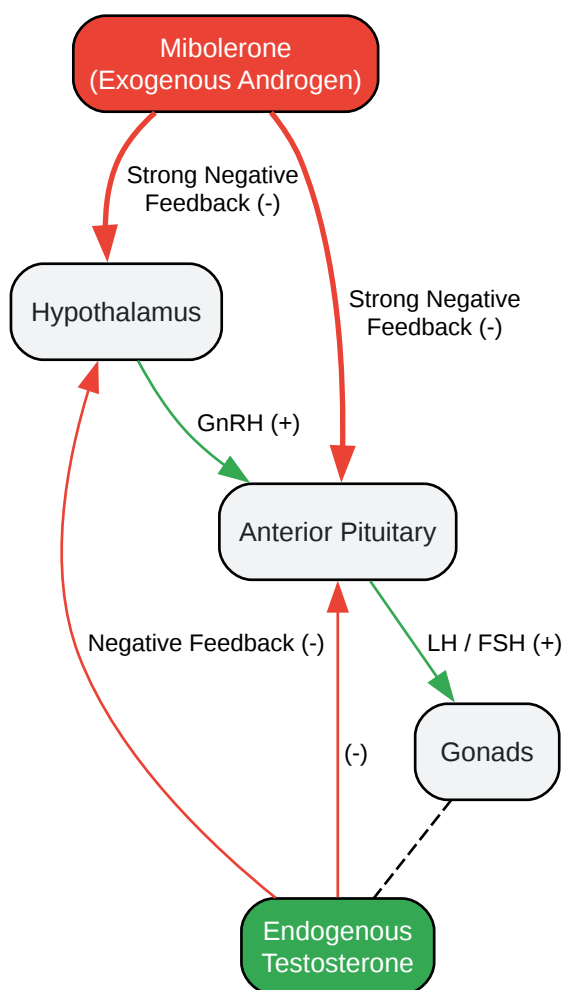 Mibolerone
(Exogenous Androgen)
Strong Negative
Feedback (-)
Hypothalamus
Strong Negative
Feedback (-)
GnRH (+)
Anterior Pituitary
Negative Feedback (-)
LH / FSH (+)
(-)
Gonads
Endogenous
Testosterone